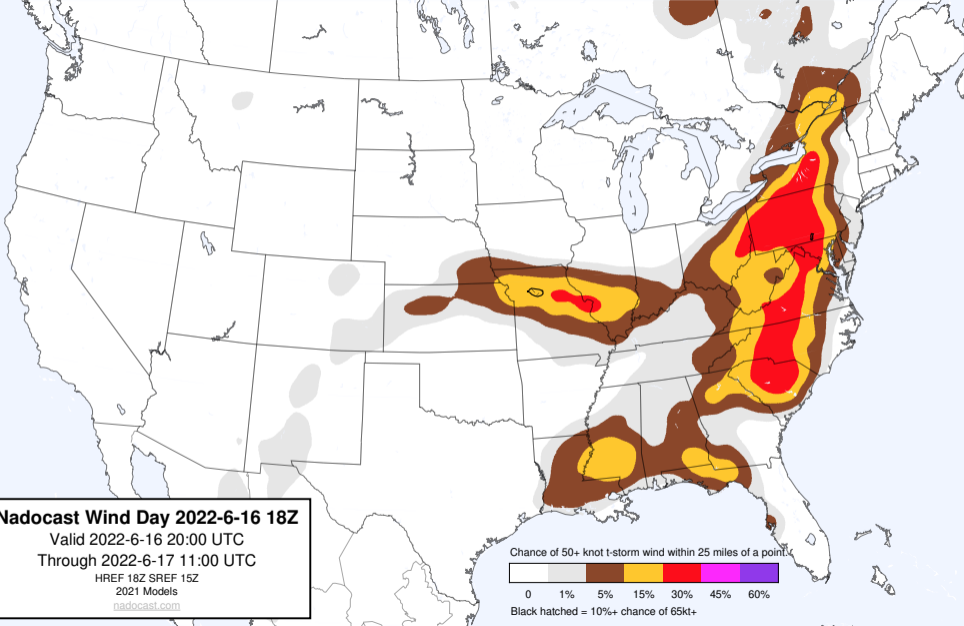 Nadocast Wind Day 2022-6-16 18Z
Valid 2022-6-16 20:00 UTC
Through 2022-6-17 11:00 UTC
HREF 18Z SREF 15Z
2021 Models
nadocast.com
Chance of 50+ knot t-storm wind within 25 miles of a point.
0 1% 5% 15% 30% 45% 60%
Black hatched = 10%+ chance of 65kt+